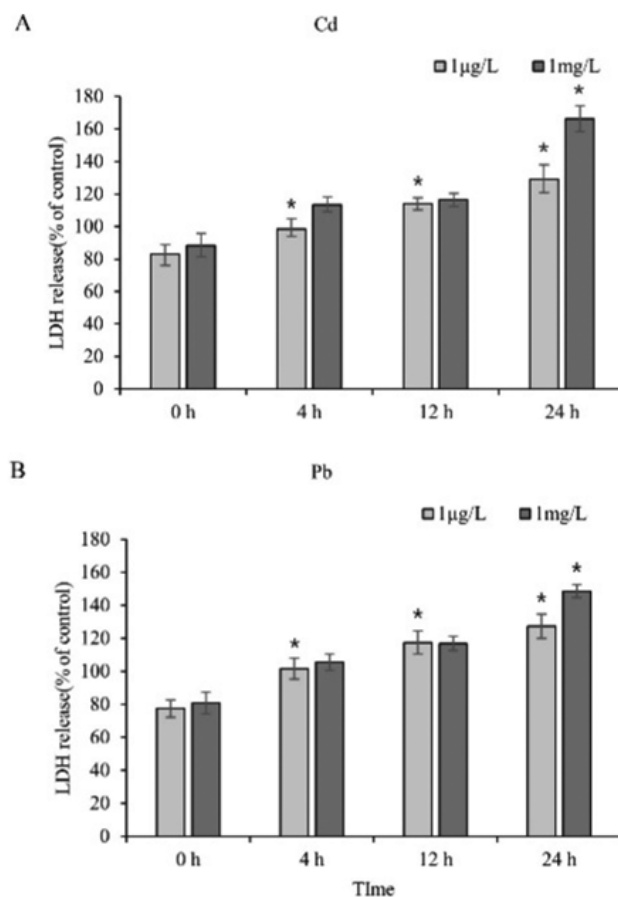 A
Cd
1μg/L 1mg/L
LDH release(% of control)
180
160
140
120
100
80
60
40
20
0
*
*
*
*
0 h 4 h 12 h 24 h
B
Pb
1μg/L 1mg/L
LDH release(% of control)
180
160
140
120
100
80
60
40
20
0
*
*
*
*
0 h 4 h 12 h 24 h
TIme